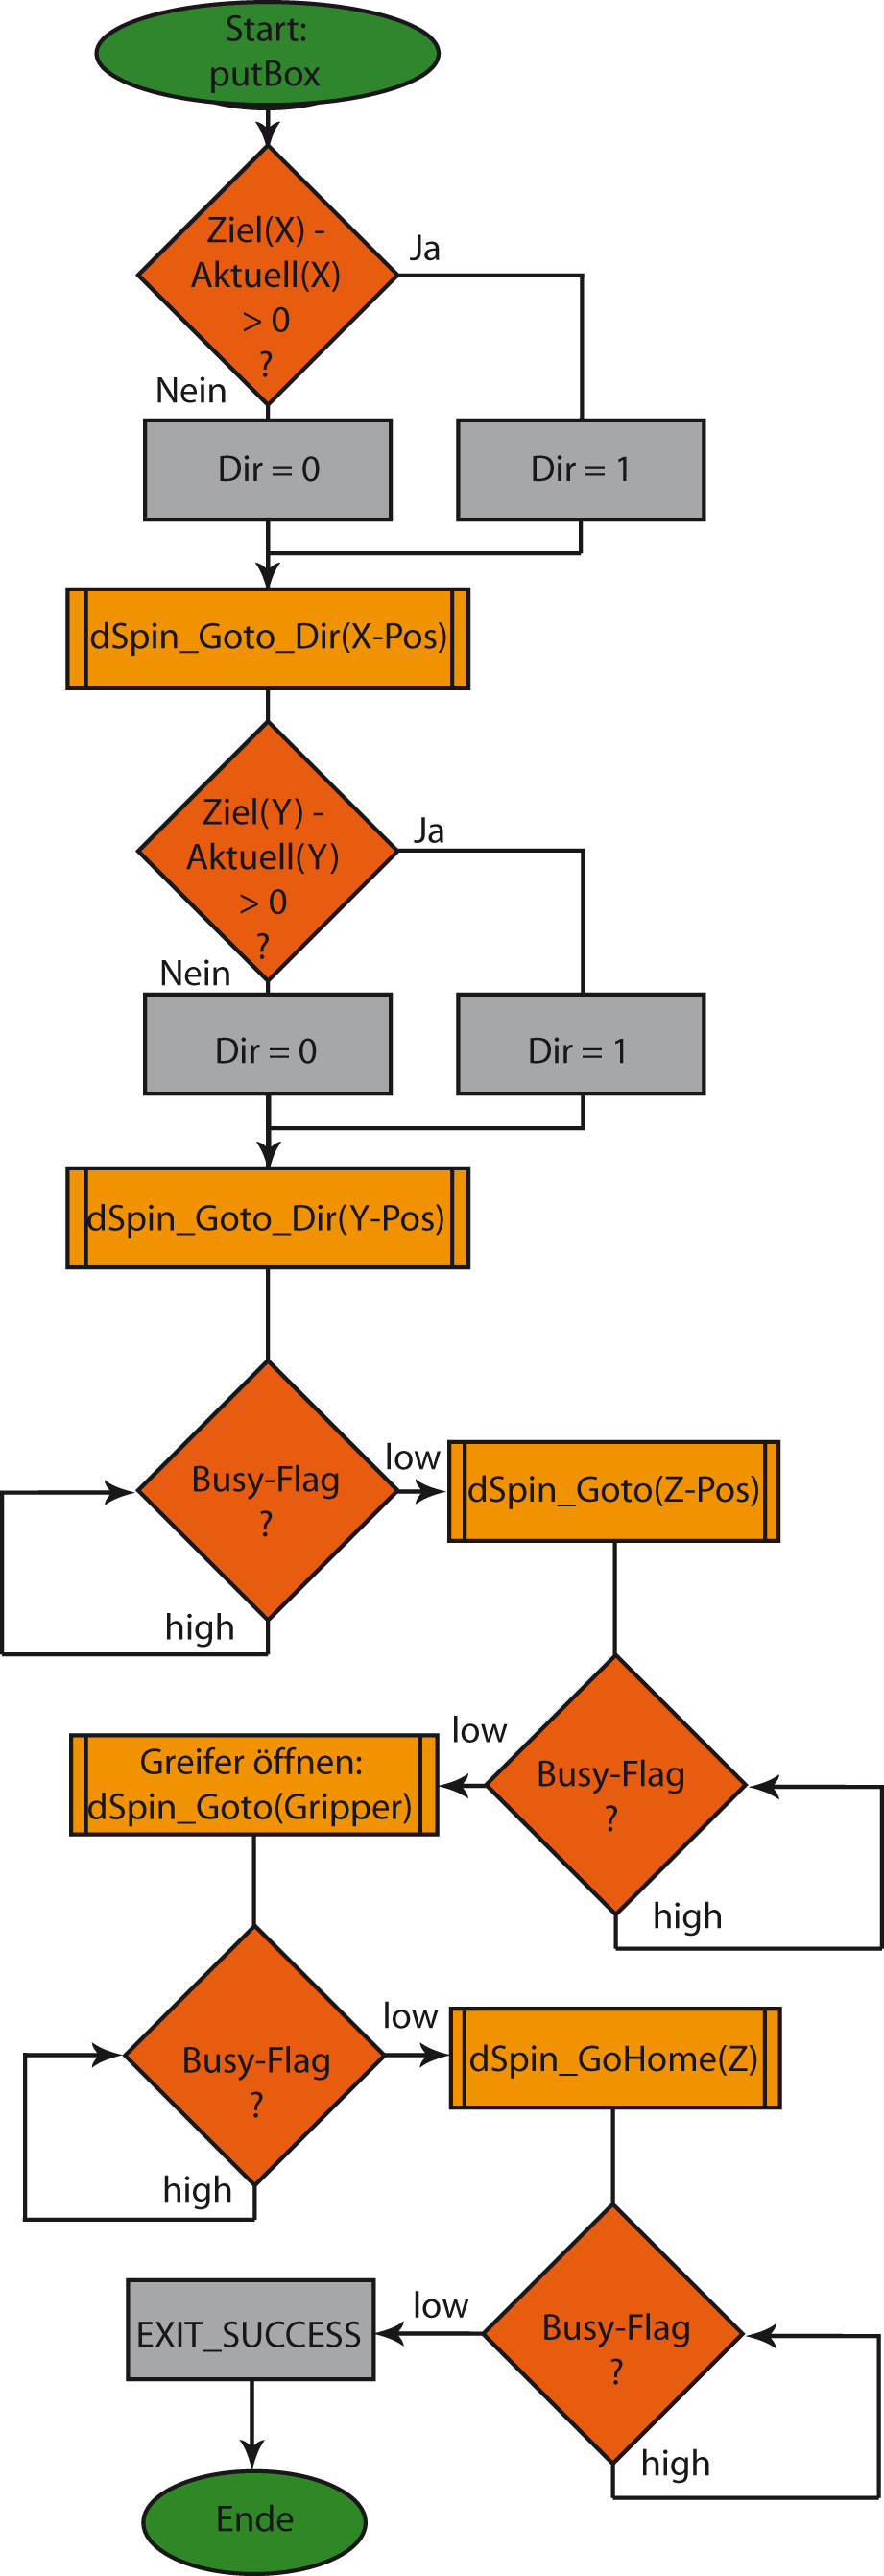 Start:
putBox
Ziel(X) -
Aktuell(X)
> 0
?
Ja
Nein
Dir = 0
Dir = 1
dSpin_Goto_Dir(X-Pos)
Ziel(Y) -
Aktuell(Y)
> 0
?
Ja
Nein
Dir = 0
Dir = 1
dSpin_Goto_Dir(Y-Pos)
Busy-Flag
?
low
high
dSpin_Goto(Z-Pos)
Busy-Flag
?
low
high
Greifer öffnen:
dSpin_Goto(Gripper)
Busy-Flag
?
low
high
dSpin_GoHome(Z)
Busy-Flag
?
low
high
EXIT_SUCCESS
Ende